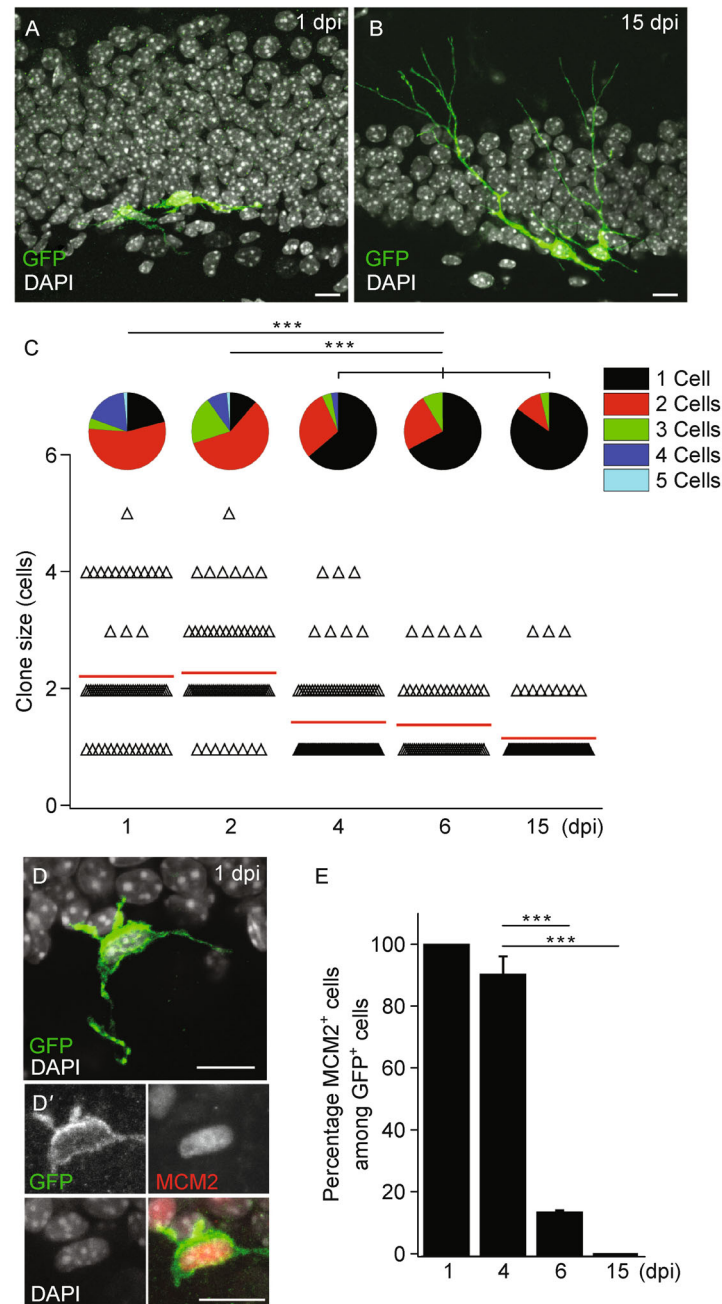 A
1 dpi
GFP
DAPI
B
15 dpi
GFP
DAPI
C
***
***
1 Cell
2 Cells
3 Cells
4 Cells
5 Cells
Clone size (cells)
6
4
2
0
1 2 4 6 15 (dpi)
D
1 dpi
GFP
DAPI
D′
GFP
MCM2
DAPI
E
***
***
Percentage MCM2⁺ cells
among GFP⁺ cells
100
80
60
40
20
0
1 4 6 15 (dpi)